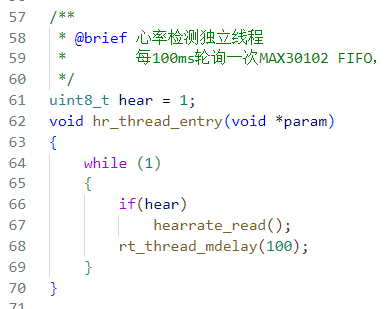 57 /**
58  * @brief 心率检测独立线程
59  *        每100ms轮询一次MAX30102 FIFO,
60  */
61 uint8_t hear = 1;
62 void hr_thread_entry(void *param)
63 {
64     while (1)
65     {
66         if(hear)
67             hearrate_read();
68         rt_thread_mdelay(100);
69     }
70 }